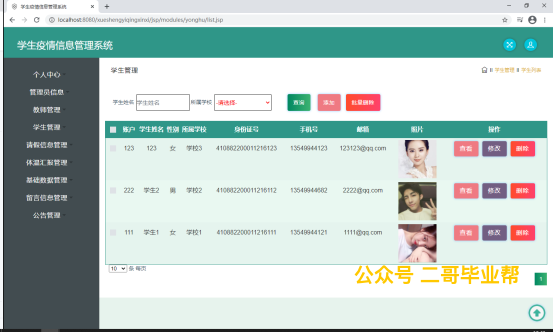 学生疫情信息管理系统
localhost:8080/xueshengyiqingxinxi/jsp/modules/yonghu/list.jsp
学生疫情信息管理系统
个人中心
管理员信息
教师管理
学生管理
请假信息管理
体温汇报管理
基础数据管理
留言信息管理
公告管理
学生管理
学生管理 学生列表
学生姓名 学生姓名 所属学校 -请选择- 查询 添加 批量删除
账户 学生姓名 性别 所属学校 身份证号 手机号 邮箱 照片 操作
123 123 女 学校2 410882200011216123 13549944123 123123@qq.com 查看 修改 删除
222 学生2 男 学校2 410882200011216112 13549944682 2222@qq.com 查看 修改 删除
111 学生1 女 学校1 410882200011216111 13549944121 1111@qq.com 查看 修改 删除
10 条 每页
公众号 二哥毕业帮
1